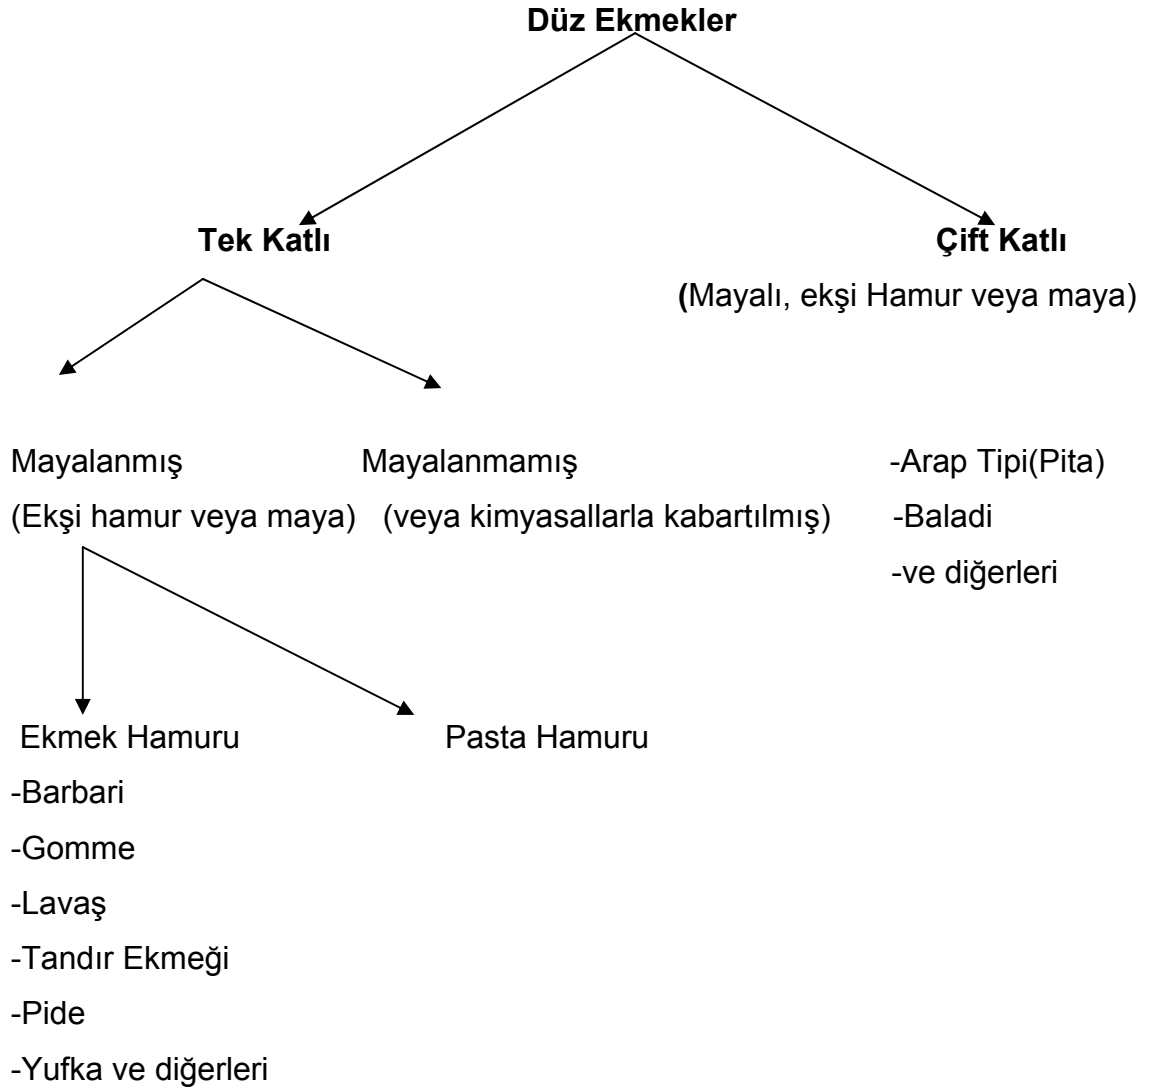 Düz Ekmekler
Tek Katlı
Çift Katlı
(Mayalı, ekşi Hamur veya maya)
Mayalanmış
Mayalanmamış
-Arap Tipi(Pita)
(Ekşi hamur veya maya)
(veya kimyasallarla kabartılmış)
-Baladi
-ve diğerleri
Ekmek Hamuru
Pasta Hamuru
-Barbari
-Gomme
-Lavaş
-Tandır Ekmeği
-Pide
-Yufka ve diğerleri